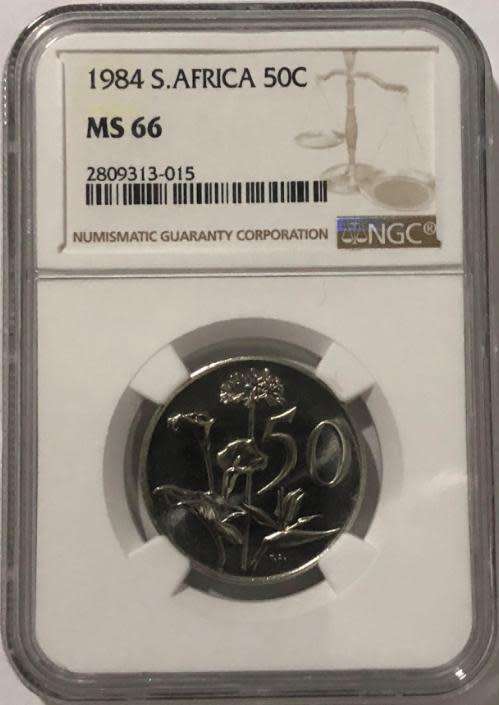 1984 S.AFRICA 50C
MS 66
2809313-015
NUMISMATIC GUARANTY CORPORATION
NGC®
50